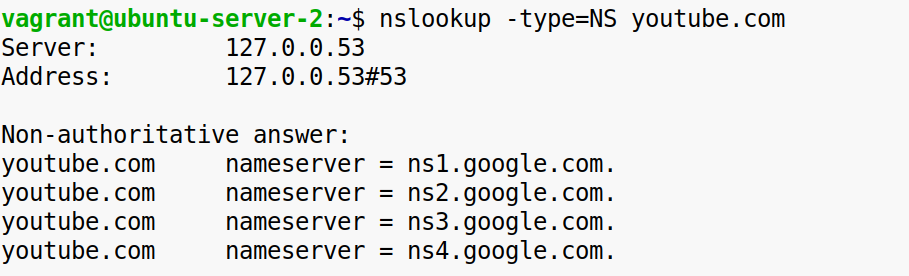 vagrant@ubuntu-server-2:~$ nslookup -type=NS youtube.com
Server:         127.0.0.53
Address:        127.0.0.53#53

Non-authoritative answer:
youtube.com     nameserver = ns1.google.com.
youtube.com     nameserver = ns2.google.com.
youtube.com     nameserver = ns3.google.com.
youtube.com     nameserver = ns4.google.com.